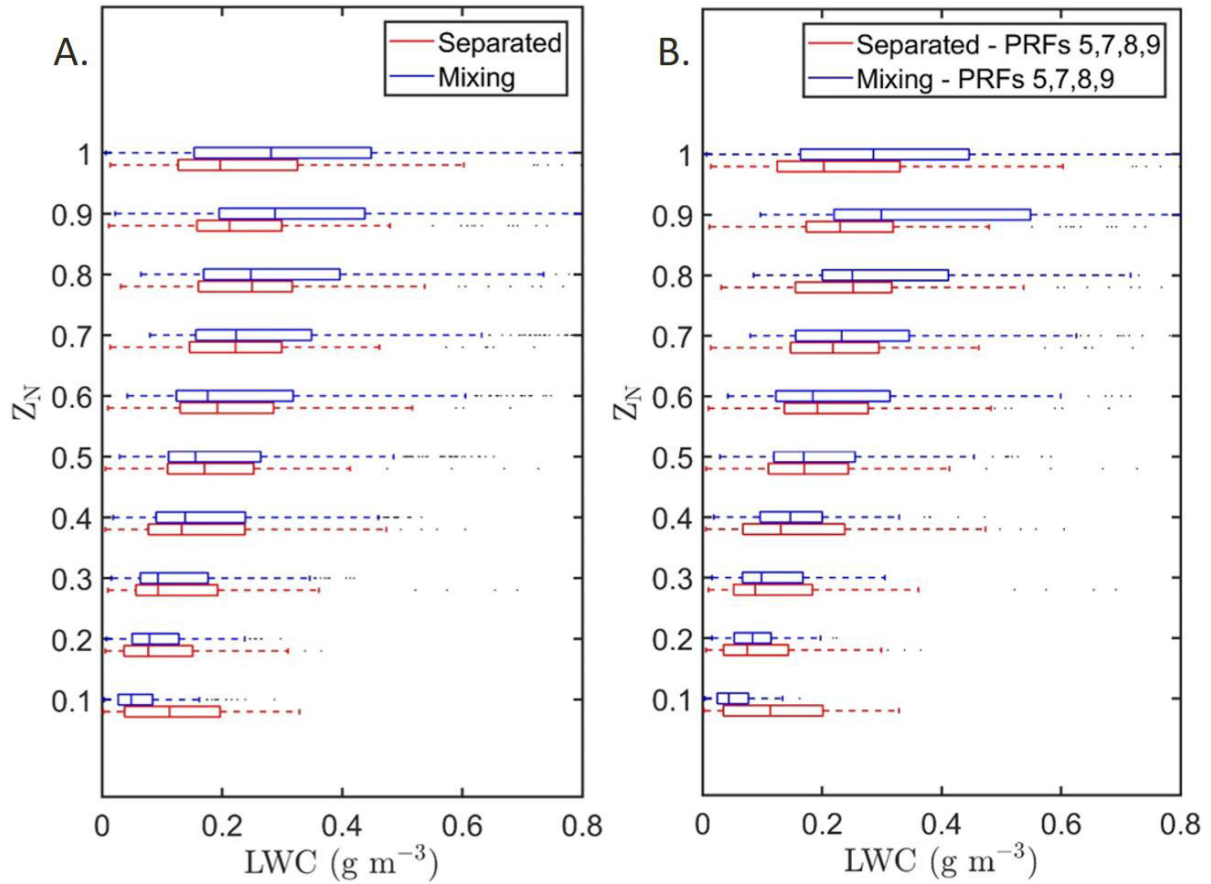 A.
Separated
Mixing
1
0.9
0.8
0.7
0.6
0.5
0.4
0.3
0.2
0.1
Z_N
0 0.2 0.4 0.6 0.8
LWC (g m⁻³)
B.
Separated - PRFs 5,7,8,9
Mixing - PRFs 5,7,8,9
1
0.9
0.8
0.7
0.6
0.5
0.4
0.3
0.2
0.1
Z_N
0 0.2 0.4 0.6 0.8
LWC (g m⁻³)